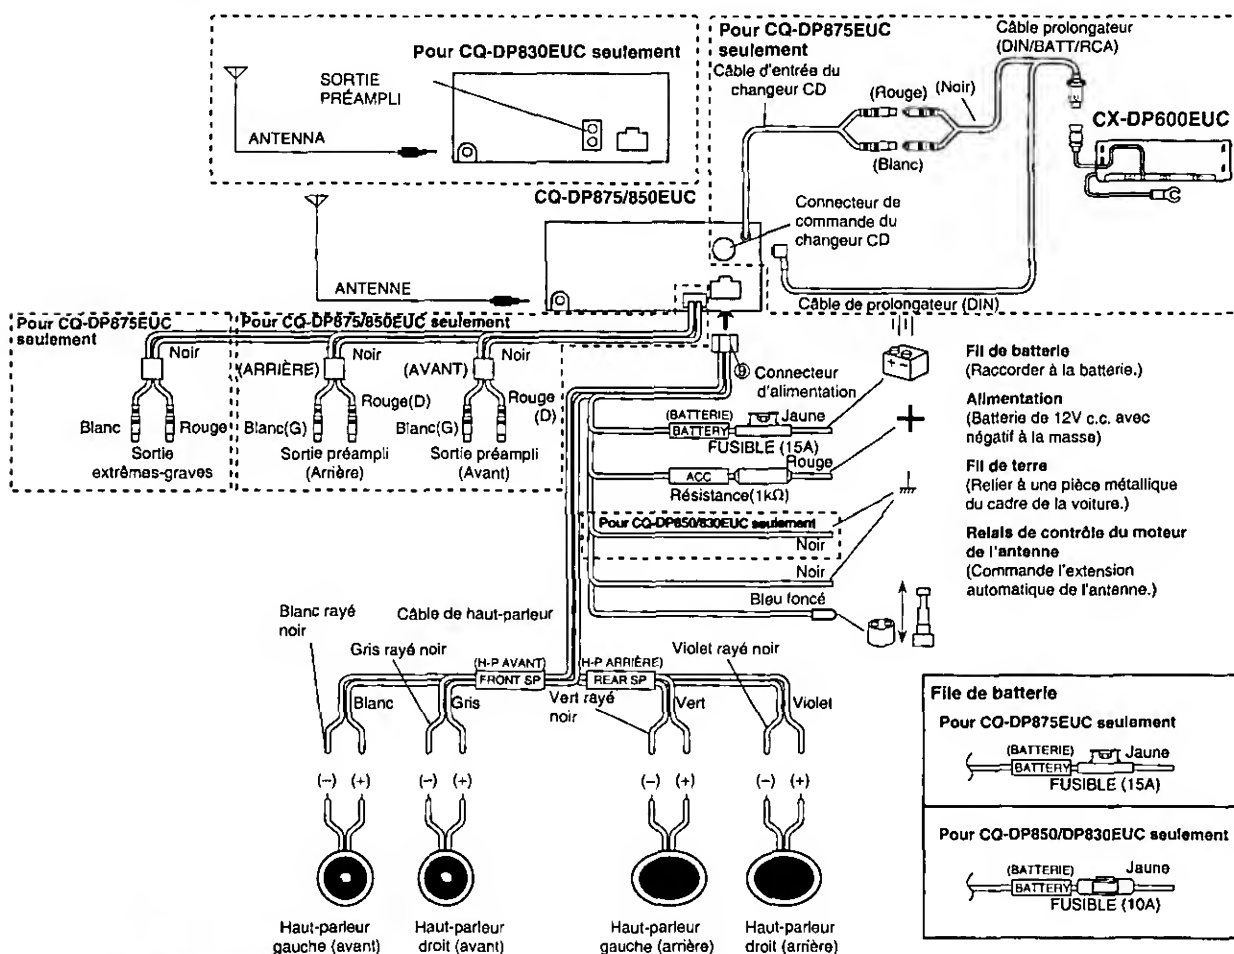 Pour CQ-DP830EUC seulement
SORTIE
PRÉAMPLI
ANTENNA
Pour CQ-DP875EUC
seulement
Câble d'entrée du
changeur CD
(Rouge)
(Noir)
(Blanc)
Câble prolongateur
(DIN/BATT/RCA)
CX-DP600EUC
CQ-DP875/850EUC
Connecteur de
commande du
changeur CD
ANTENNE
Câble de prolongateur (DIN)
Pour CQ-DP875EUC
seulement
Noir
Blanc
Rouge
Sortie
extrêmes-graves
Pour CQ-DP875/850EUC seulement
Noir
(ARRIÈRE)
Rouge(D)
Blanc(G)
Sortie préampli
(Arrière)
Noir
(AVANT)
Rouge
(D)
Blanc(G)
Sortie préampli
(Avant)
⑨
Connecteur
d'alimentation
(BATTERIE)
BATTERY
Jaune
FUSIBLE (15A)
Rouge
ACC
Résistance(1kΩ)
Pour CQ-DP850/830EUC seulement
Noir
Noir
Bleu foncé
+ -
Fil de batterie
(Raccorder à la batterie.)
Alimentation
(Batterie de 12V c.c. avec
négatif à la masse)
Fil de terre
(Relier à une pièce métallique
du cadre de la voiture.)
Relais de contrôle du moteur
de l'antenne
(Commande l'extension
automatique de l'antenne.)
Blanc rayé
noir
Câble de haut-parleur
Gris rayé noir
(H-P AVANT)
FRONT SP
(H-P ARRIÈRE)
REAR SP
Violet rayé noir
Vert rayé
noir
Blanc
Gris
Vert
Violet
(−) (+)
(−) (+)
(−) (+)
(−) (+)
Haut-parleur
gauche (avant)
Haut-parleur
droit (avant)
Haut-parleur
gauche (arrière)
Haut-parleur
droit (arrière)
File de batterie
Pour CQ-DP875EUC seulement
(BATTERIE)
BATTERY
Jaune
FUSIBLE (15A)
Pour CQ-DP850/DP830EUC seulement
(BATTERIE)
BATTERY
Jaune
FUSIBLE (10A)